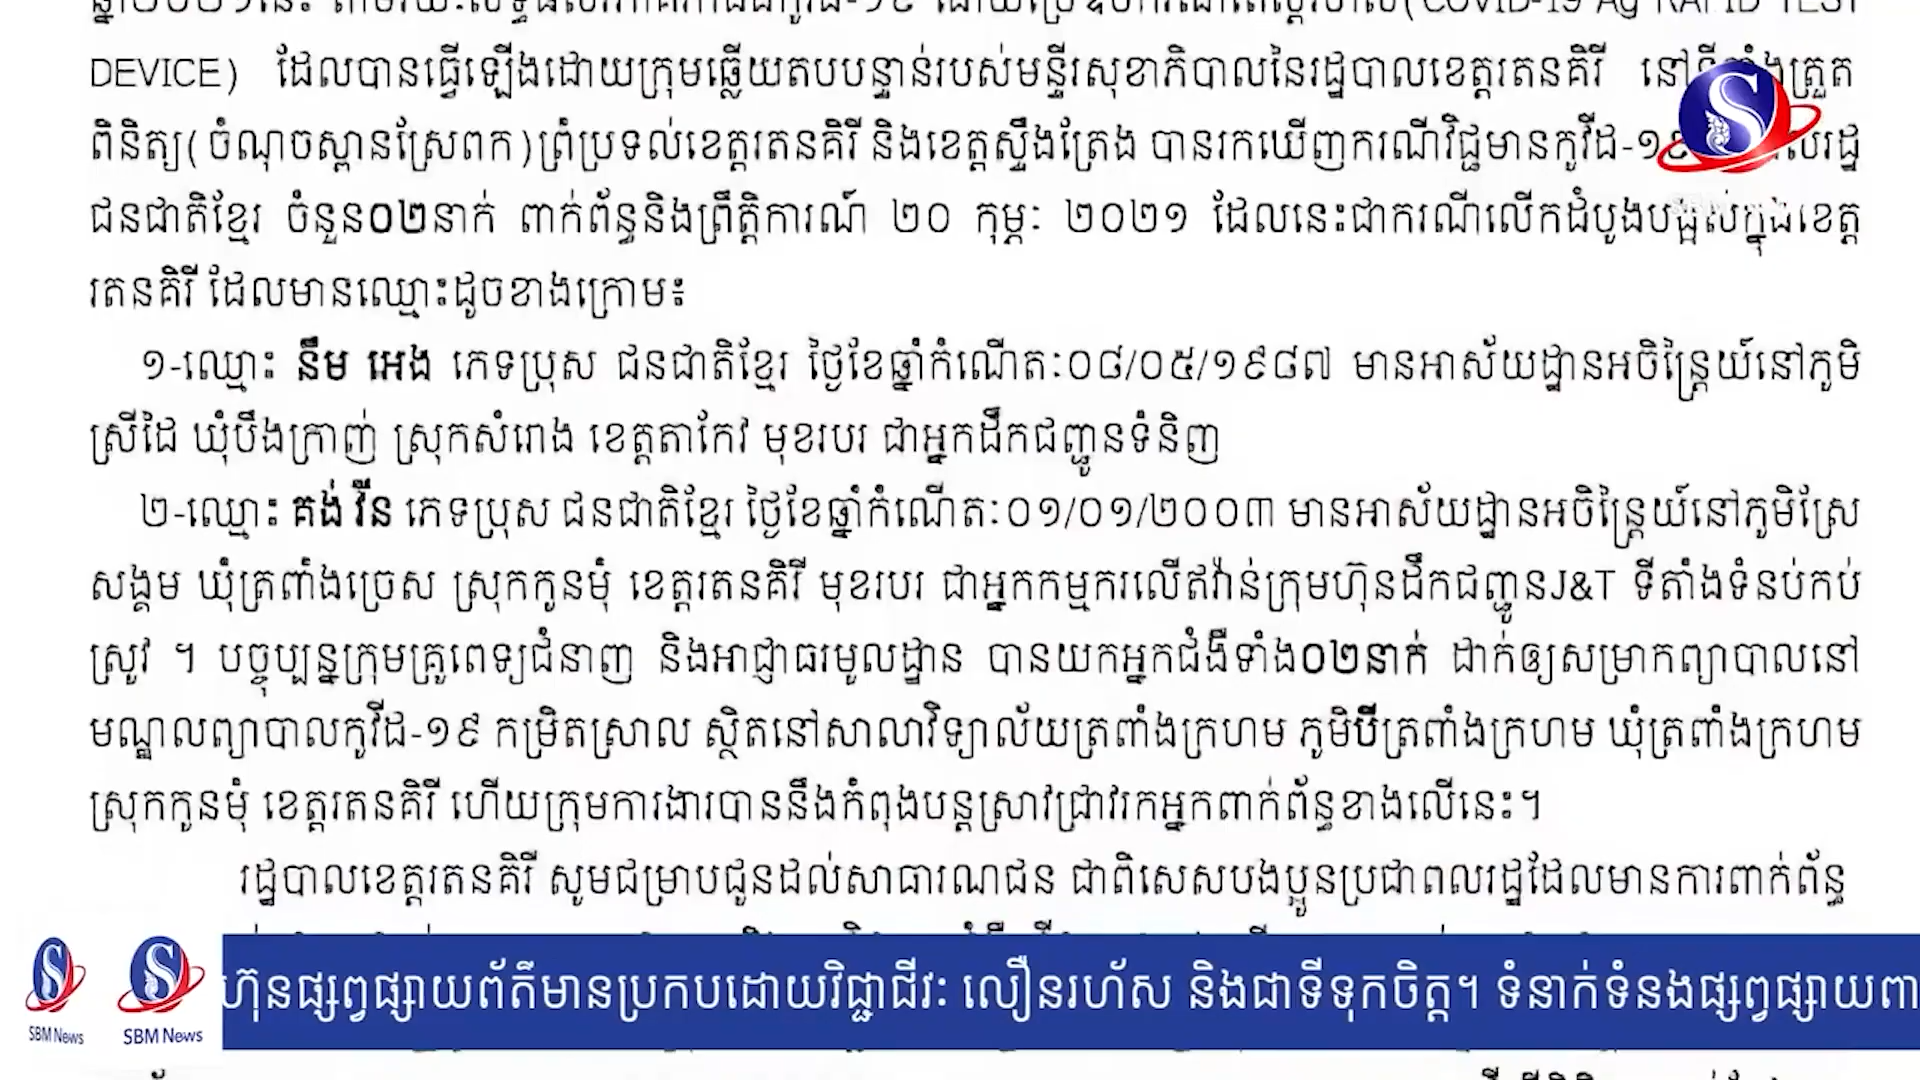 (COVID-19 Ag RAPID TEST
DEVICE) ដែលបានធ្វើឡើងដោយក្រុមឆ្លើយតបបន្ទាន់របស់មន្ទីរសុខាភិបាលនៃរដ្ឋបាលខេត្តរតនគិរី នៅទីតាំងត្រួត
ពិនិត្យ(ចំណុចស្ពានស្រែពក)ព្រំប្រទល់ខេត្តរតនគិរី និងខេត្តស្ទឹងត្រែង បានរកឃើញករណីវិជ្ជមានកូវីដ-១៩
ជនជាតិខ្មែរ ចំនួន០២នាក់ ពាក់ព័ន្ធនិងព្រឹត្តិការណ៍ ២០ កុម្ភៈ ២០២១ ដែលនេះជាករណីលើកដំបូងបង្អស់ក្នុងខេត្ត
រតនគិរី ដែលមានឈ្មោះដូចខាងក្រោម៖
១-ឈ្មោះ នឹម អេង ភេទប្រុស ជនជាតិខ្មែរ ថ្ងៃខែឆ្នាំកំណើតៈ០៨/០៥/១៩៨៧ មានអាស័យដ្ឋានអចិន្ត្រៃយ៍នៅភូមិ
ស្រីដៃ ឃុំបឹងក្រាញ់ ស្រុកសំរោង ខេត្តតាកែវ មុខរបរ ជាអ្នកដឹកជញ្ជូនទំនិញ
២-ឈ្មោះ គង់ រ៉ីន ភេទប្រុស ជនជាតិខ្មែរ ថ្ងៃខែឆ្នាំកំណើតៈ០១/០១/២០០៣ មានអាស័យដ្ឋានអចិន្ត្រៃយ៍នៅភូមិស្រែ
សង្គម ឃុំត្រពាំងច្រេស ស្រុកកូនមុំ ខេត្តរតនគិរី មុខរបរ ជាអ្នកកម្មករលើឥវ៉ាន់ក្រុមហ៊ុនដឹកជញ្ជូនJ&T ទីតាំងទំនប់កប់
ស្រូវ ។ បច្ចុប្បន្នក្រុមគ្រូពេទ្យជំនាញ និងអាជ្ញាធរមូលដ្ឋាន បានយកអ្នកជំងឺទាំង០២នាក់ ដាក់ឲ្យសម្រាកព្យាបាលនៅ
មណ្ឌលព្យាបាលកូវីដ-១៩ កម្រិតស្រាល ស្ថិតនៅសាលាវិទ្យាល័យត្រពាំងក្រហម ភូមិបីត្រពាំងក្រហម ឃុំត្រពាំងក្រហម
ស្រុកកូនមុំ ខេត្តរតនគិរី ហើយក្រុមការងារបាននឹងកំពុងបន្តស្រាវជ្រាវរកអ្នកពាក់ព័ន្ធខាងលើនេះ។
រដ្ឋបាលខេត្តរតនគិរី សូមជម្រាបជូនដល់សាធារណជន ជាពិសេសបងប្អូនប្រជាពលរដ្ឋដែលមានការពាក់ព័ន្ធ
ហ៊ុនផ្សព្វផ្សាយព័ត៌មានប្រកបដោយវិជ្ជាជីវៈ លឿនរហ័ស និងជាទីទុកចិត្ត។ ទំនាក់ទំនងផ្សព្វផ្សាយពា
SBM News
SBM News